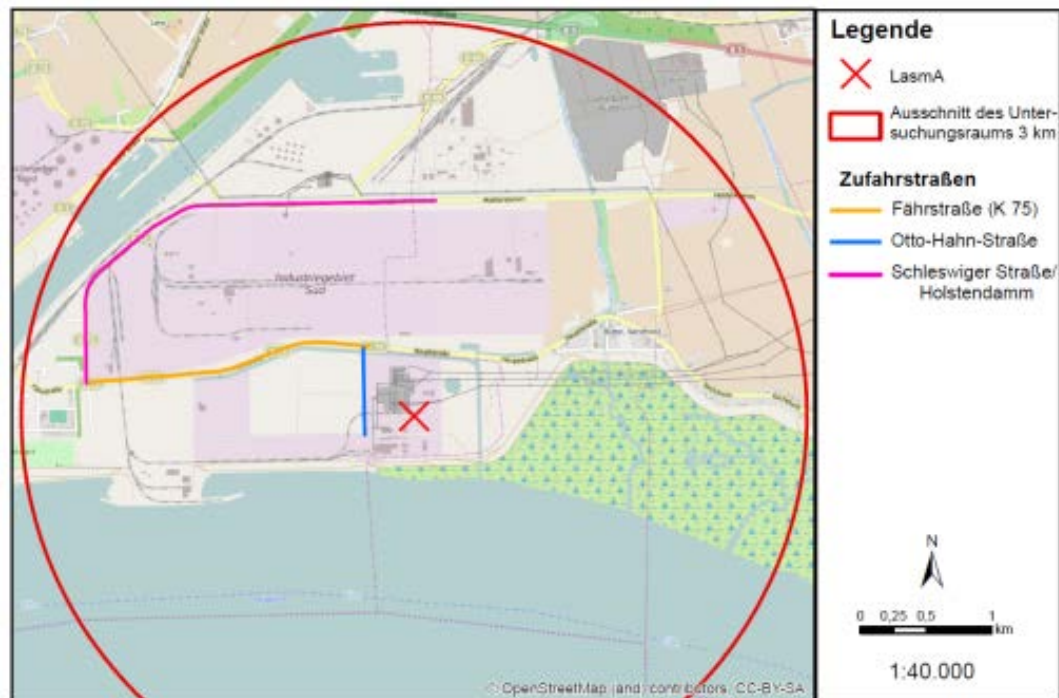 Industriegebiet
Süd
© OpenStreetMap (and) contributors, CC-BY-SA
Legende
LasmA
Ausschnitt des Unter-
suchungsraums 3 km
Zufahrstraßen
Fährstraße (K 75)
Otto-Hahn-Straße
Schleswiger Straße/
Holstendamm
N
0 0,25 0,5 1
km
1:40.000